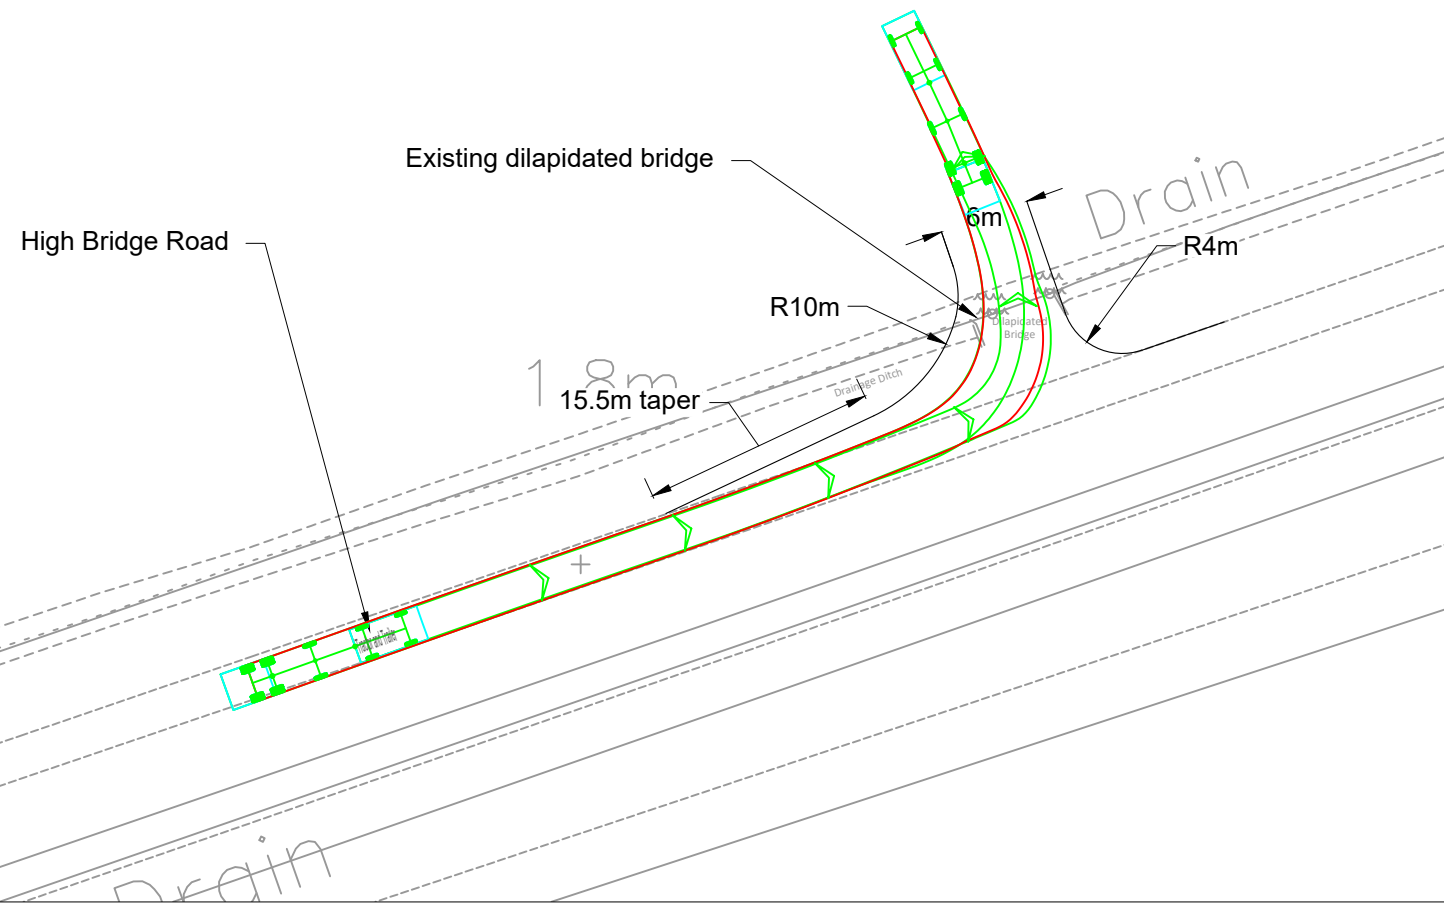 Existing dilapidated bridge
Drain
High Bridge Road
6m
R4m
R10m
Dilapidated
Bridge
1.8m
Drainage Ditch
15.5m taper
Drain